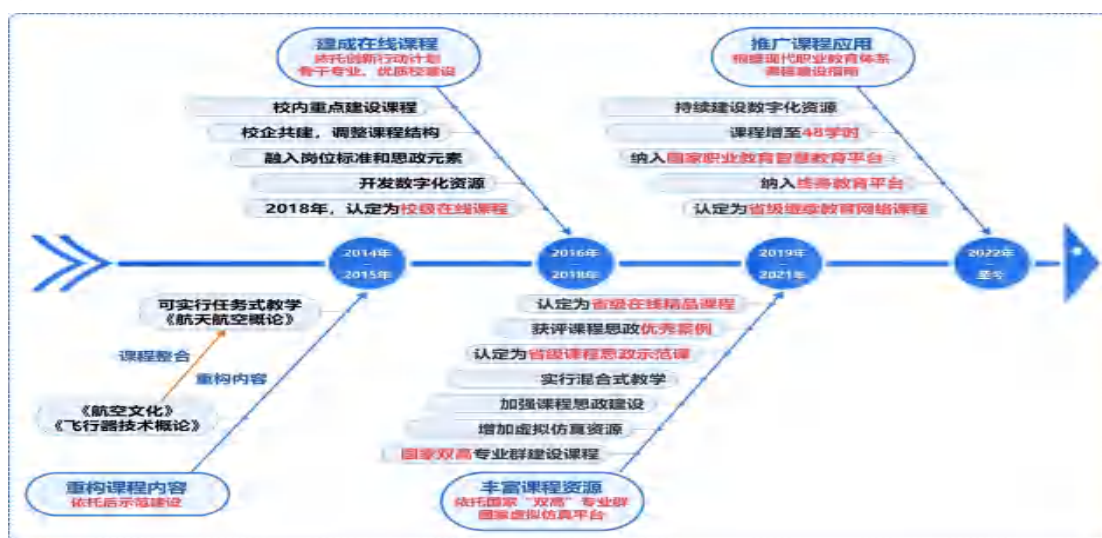 建成在线课程
依托创新行动计划
骨干专业，优质校建设
校内重点建设课程
校企共建，调整课程结构
融入岗位标准和思政元素
开发数字化资源
2018年，认定为校级在线课程
推广课程应用
根据现代职业教育体系
课程建设指南
持续建设数字化资源
课程增至48学时
纳入国家职业教育智慧教育平台
纳入终身教育平台
认定为省级继续教育网络课程
2014年
2015年
2016年
2018年
2019年
2021年
2022年
至今
可实行任务式教学
《航天航空概论》
课程整合
重构内容
《航空文化》
《飞行器技术概论》
重构课程内容
依托后示范建设
认定为省级在线精品课程
获评课程思政优秀案例
认定为省级课程思政示范课
实行混合式教学
加强课程思政建设
增加虚拟仿真资源
国家双高专业群建设课程
丰富课程资源
依托国家“双高”专业群
国家虚拟仿真平台